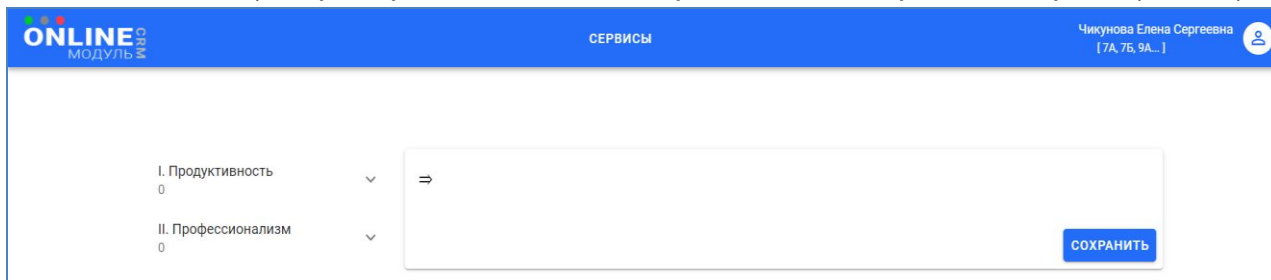 ONLINE CRM
МОДУЛЬ
СЕРВИСЫ
Чикунова Елена Сергеевна
[ 7А, 7Б, 9А... ]
I. Продуктивность
0
⇒
II. Профессионализм
0
СОХРАНИТЬ